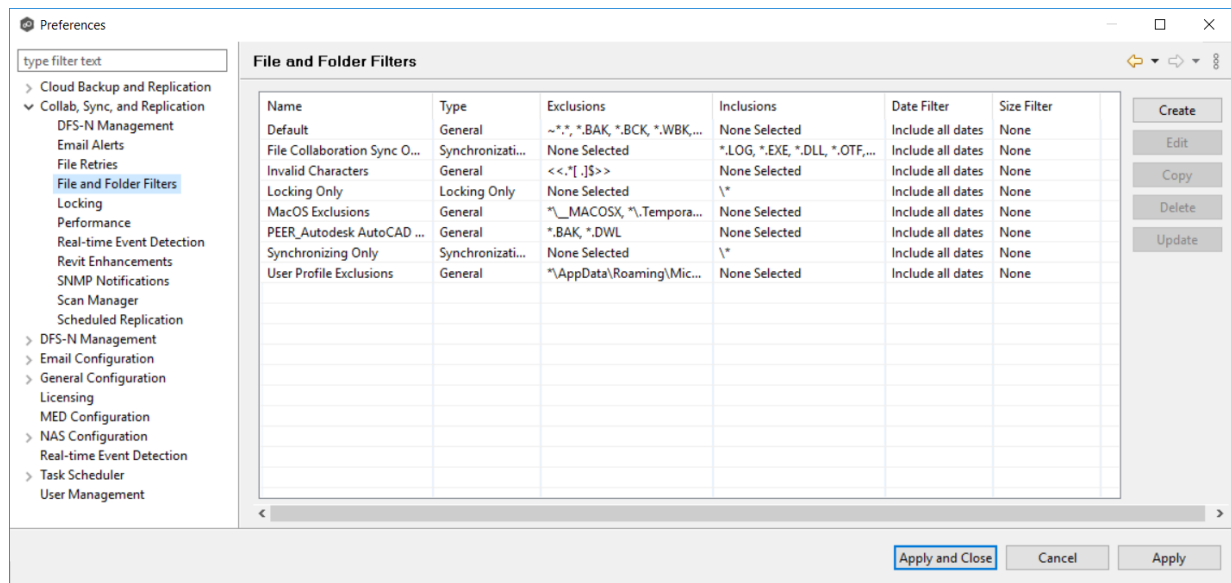 Preferences
type filter text
Cloud Backup and Replication
Collab, Sync, and Replication
DFS-N Management
Email Alerts
File Retries
File and Folder Filters
Locking
Performance
Real-time Event Detection
Revit Enhancements
SNMP Notifications
Scan Manager
Scheduled Replication
DFS-N Management
Email Configuration
General Configuration
Licensing
MED Configuration
NAS Configuration
Real-time Event Detection
Task Scheduler
User Management
File and Folder Filters
Name Type Exclusions Inclusions Date Filter Size Filter
Default General ~*.*, *.BAK, *.BCK, *.WBK,... None Selected Include all dates None
File Collaboration Sync O... Synchronizati... None Selected *.LOG, *.EXE, *.DLL, *.OTF,... Include all dates None
Invalid Characters General <<.*[ .]$>> None Selected Include all dates None
Locking Only Locking Only None Selected \* Include all dates None
MacOS Exclusions General *\__MACOSX, *\.Tempora... None Selected Include all dates None
PEER_Autodesk AutoCAD ... General *.BAK, *.DWL None Selected Include all dates None
Synchronizing Only Synchronizati... None Selected \* Include all dates None
User Profile Exclusions General *\AppData\Roaming\Mic... None Selected Include all dates None
Create
Edit
Copy
Delete
Update
Apply and Close Cancel Apply